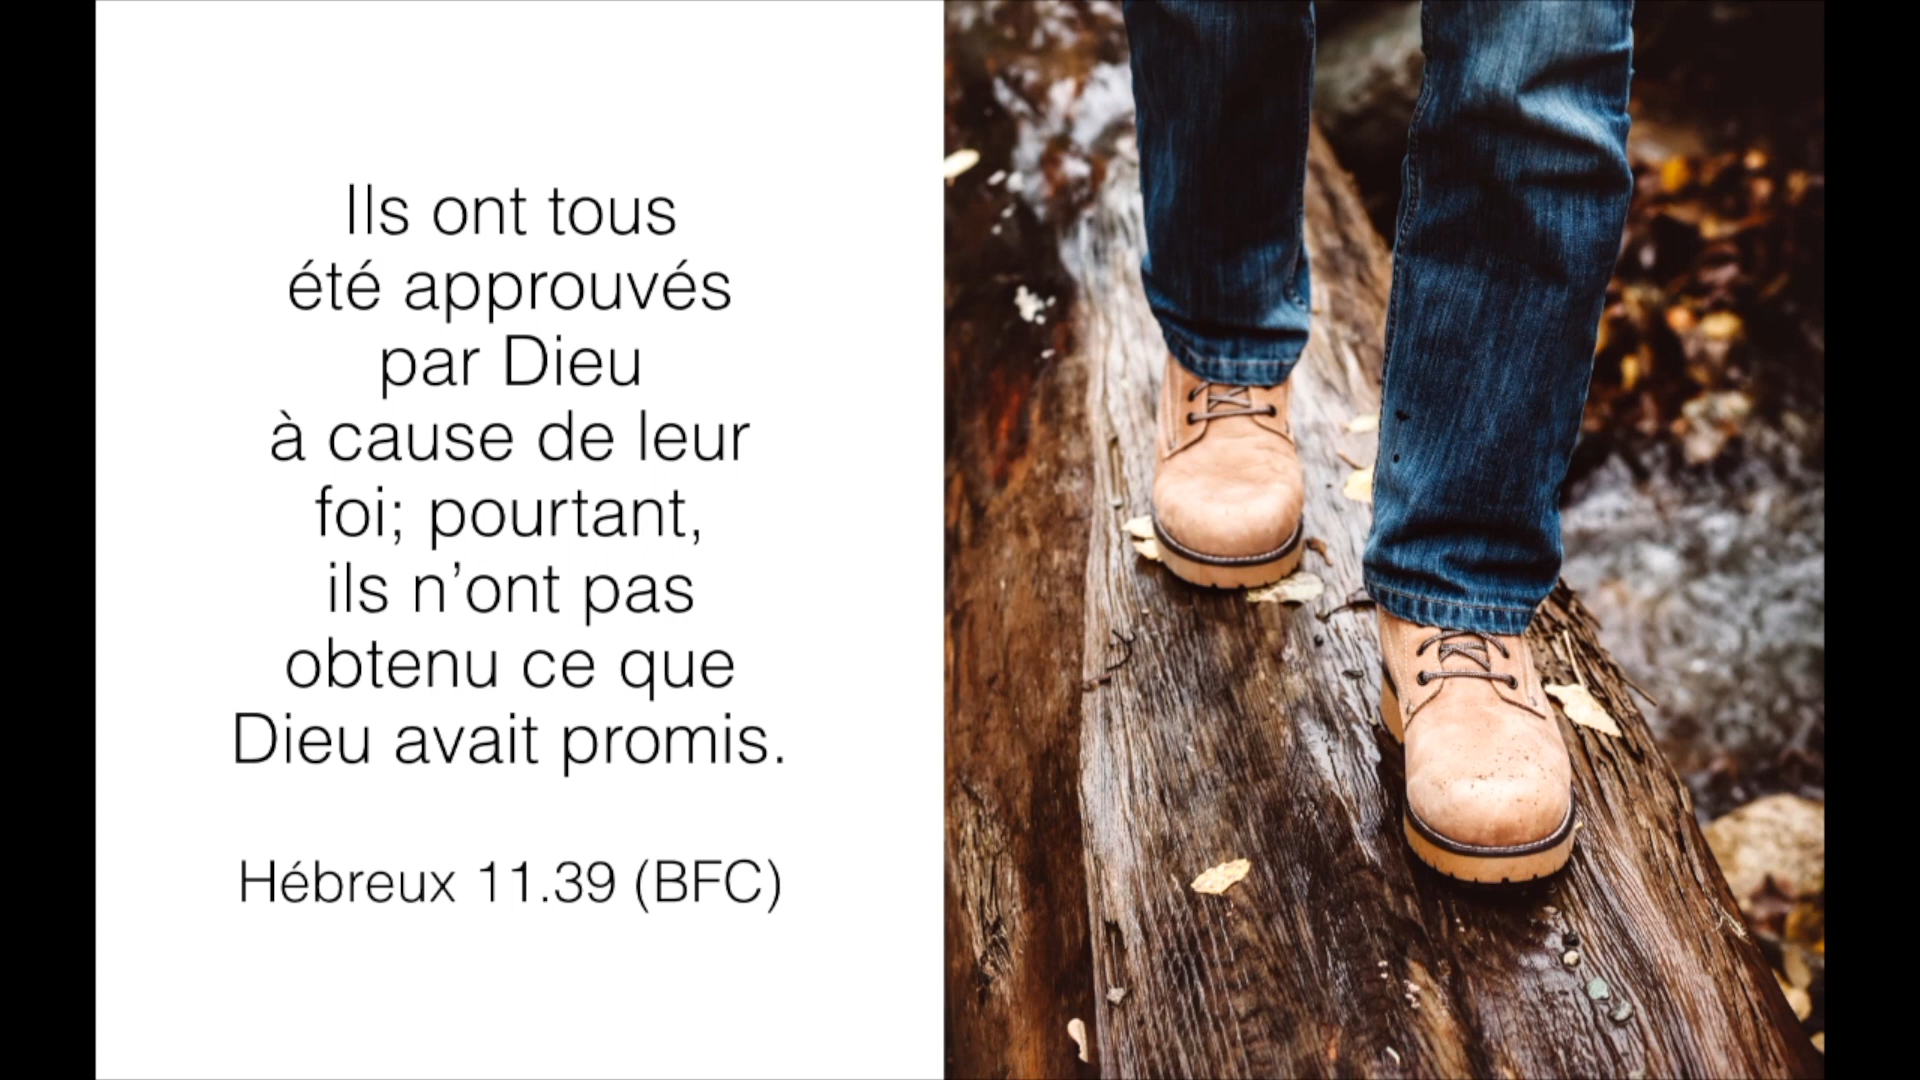 Ils ont tous
été approuvés
par Dieu
à cause de leur
foi; pourtant,
ils n’ont pas
obtenu ce que
Dieu avait promis.
Hébreux 11.39 (BFC)